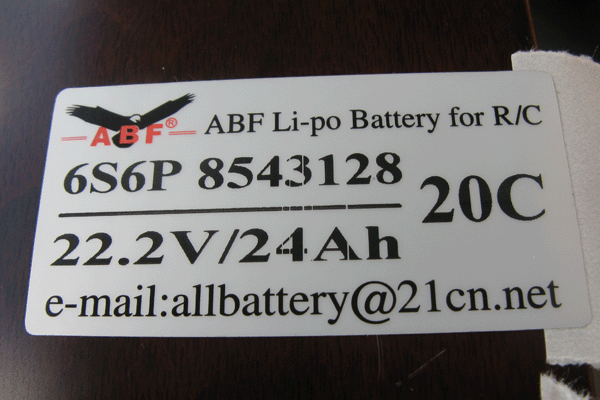 ABF® ABF Li-po Battery for R/C
6S6P 8543128
20C
22.2V/24Ah
e-mail:allbattery@21cn.net